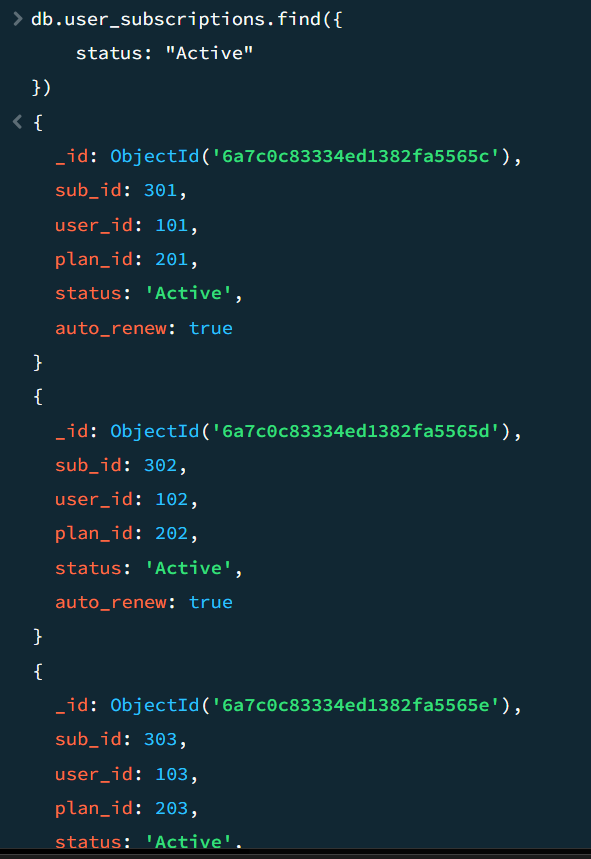 > db.user_subscriptions.find({
status: "Active"
})
< {
_id: ObjectId('6a7c0c83334ed1382fa5565c'),
sub_id: 301,
user_id: 101,
plan_id: 201,
status: 'Active',
auto_renew: true
}
{
_id: ObjectId('6a7c0c83334ed1382fa5565d'),
sub_id: 302,
user_id: 102,
plan_id: 202,
status: 'Active',
auto_renew: true
}
{
_id: ObjectId('6a7c0c83334ed1382fa5565e'),
sub_id: 303,
user_id: 103,
plan_id: 203,
status: 'Active',